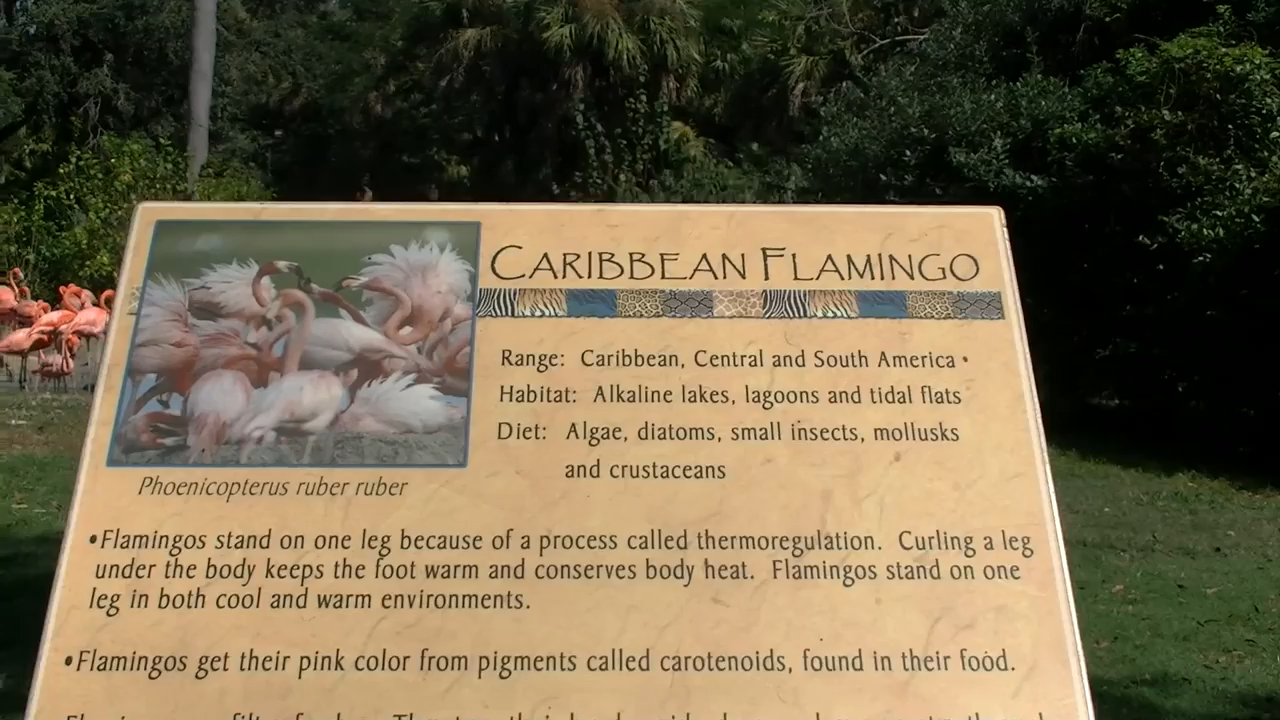 CARIBBEAN FLAMINGO
Range: Caribbean, Central and South America
Habitat: Alkaline lakes, lagoons and tidal flats
Diet: Algae, diatoms, small insects, mollusks
and crustaceans
Phoenicopterus ruber ruber
•Flamingos stand on one leg because of a process called thermoregulation. Curling a leg
under the body keeps the foot warm and conserves body heat. Flamingos stand on one
leg in both cool and warm environments.
•Flamingos get their pink color from pigments called carotenoids, found in their food.